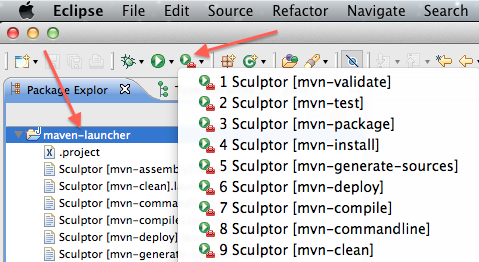 Eclipse File Edit Source Refactor Navigate Search
Package Explor
T
maven-launcher
.project
Sculptor [mvn-assemb
Sculptor [mvn-clean].la
Sculptor [mvn-comma
Sculptor [mvn-compile
Sculptor [mvn-deploy]
Sculptor [mvn-genera
1 Sculptor [mvn-validate]
2 Sculptor [mvn-test]
3 Sculptor [mvn-package]
4 Sculptor [mvn-install]
5 Sculptor [mvn-generate-sources]
6 Sculptor [mvn-deploy]
7 Sculptor [mvn-compile]
8 Sculptor [mvn-commandline]
9 Sculptor [mvn-clean]